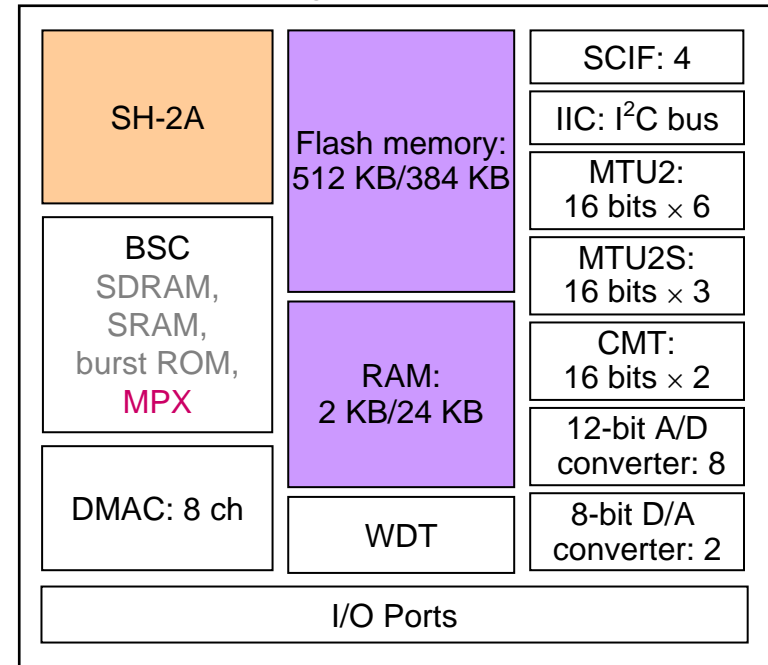 SH-2A
BSC
SDRAM,
SRAM,
burst ROM,
MPX
DMAC: 8 ch
Flash memory:
512 KB/384 KB
RAM:
2 KB/24 KB
WDT
SCIF: 4
IIC: I²C bus
MTU2:
16 bits × 6
MTU2S:
16 bits × 3
CMT:
16 bits × 2
12-bit A/D
converter: 8
8-bit D/A
converter: 2
I/O Ports